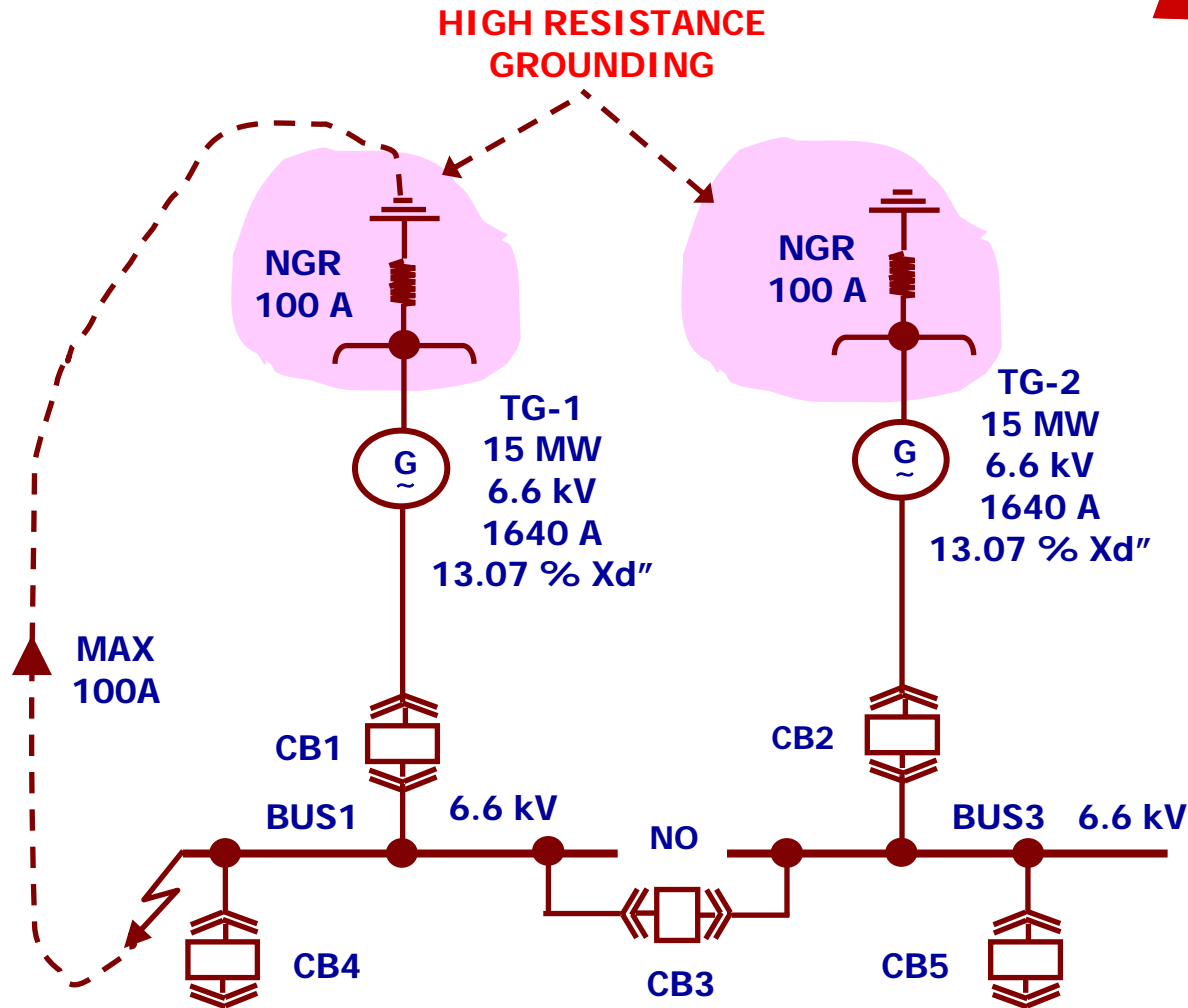 HIGH RESISTANCE
GROUNDING
NGR
100 A
NGR
100 A
TG-1
15 MW
6.6 kV
1640 A
13.07 % Xd”
G
~
TG-2
15 MW
6.6 kV
1640 A
13.07 % Xd”
G
~
MAX
100A
CB1
CB2
BUS1
6.6 kV
NO
BUS3 6.6 kV
CB4
CB3
CB5